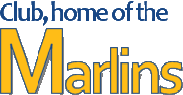 Club, home of the
Marlins